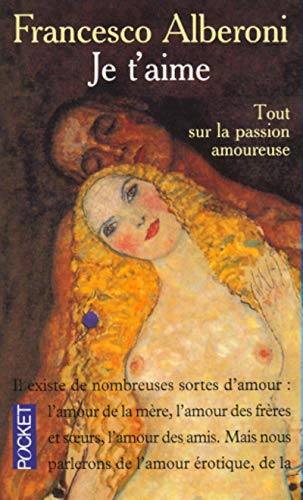 Francesco Alberoni
Je t'aime
Tout
sur la passion
amoureuse
Il existe de nombreuses sortes d'amour :
l'amour de la mère, l'amour des frères
et sœurs, l'amour des amis. Mais nous
parlerons de l'amour érotique, de la
POCKET